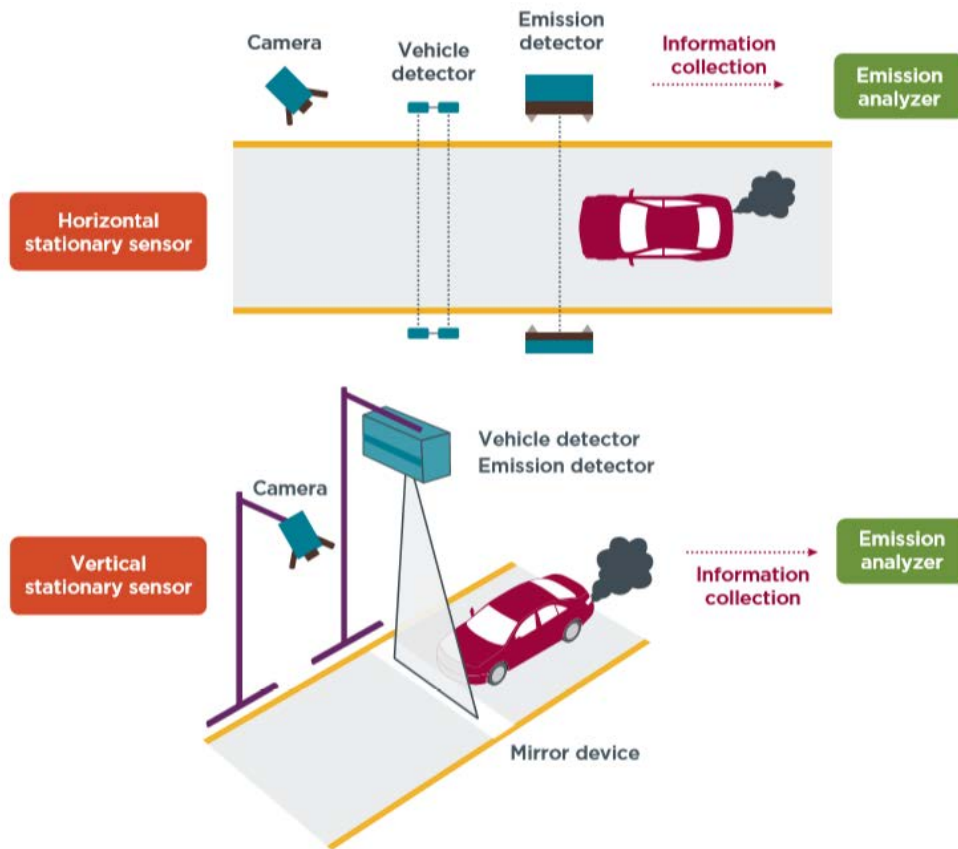 Camera
Vehicle
detector
Emission
detector
Information
collection
Emission
analyzer
Horizontal
stationary sensor
Vehicle detector
Emission detector
Camera
Vertical
stationary sensor
Information
collection
Emission
analyzer
Mirror device